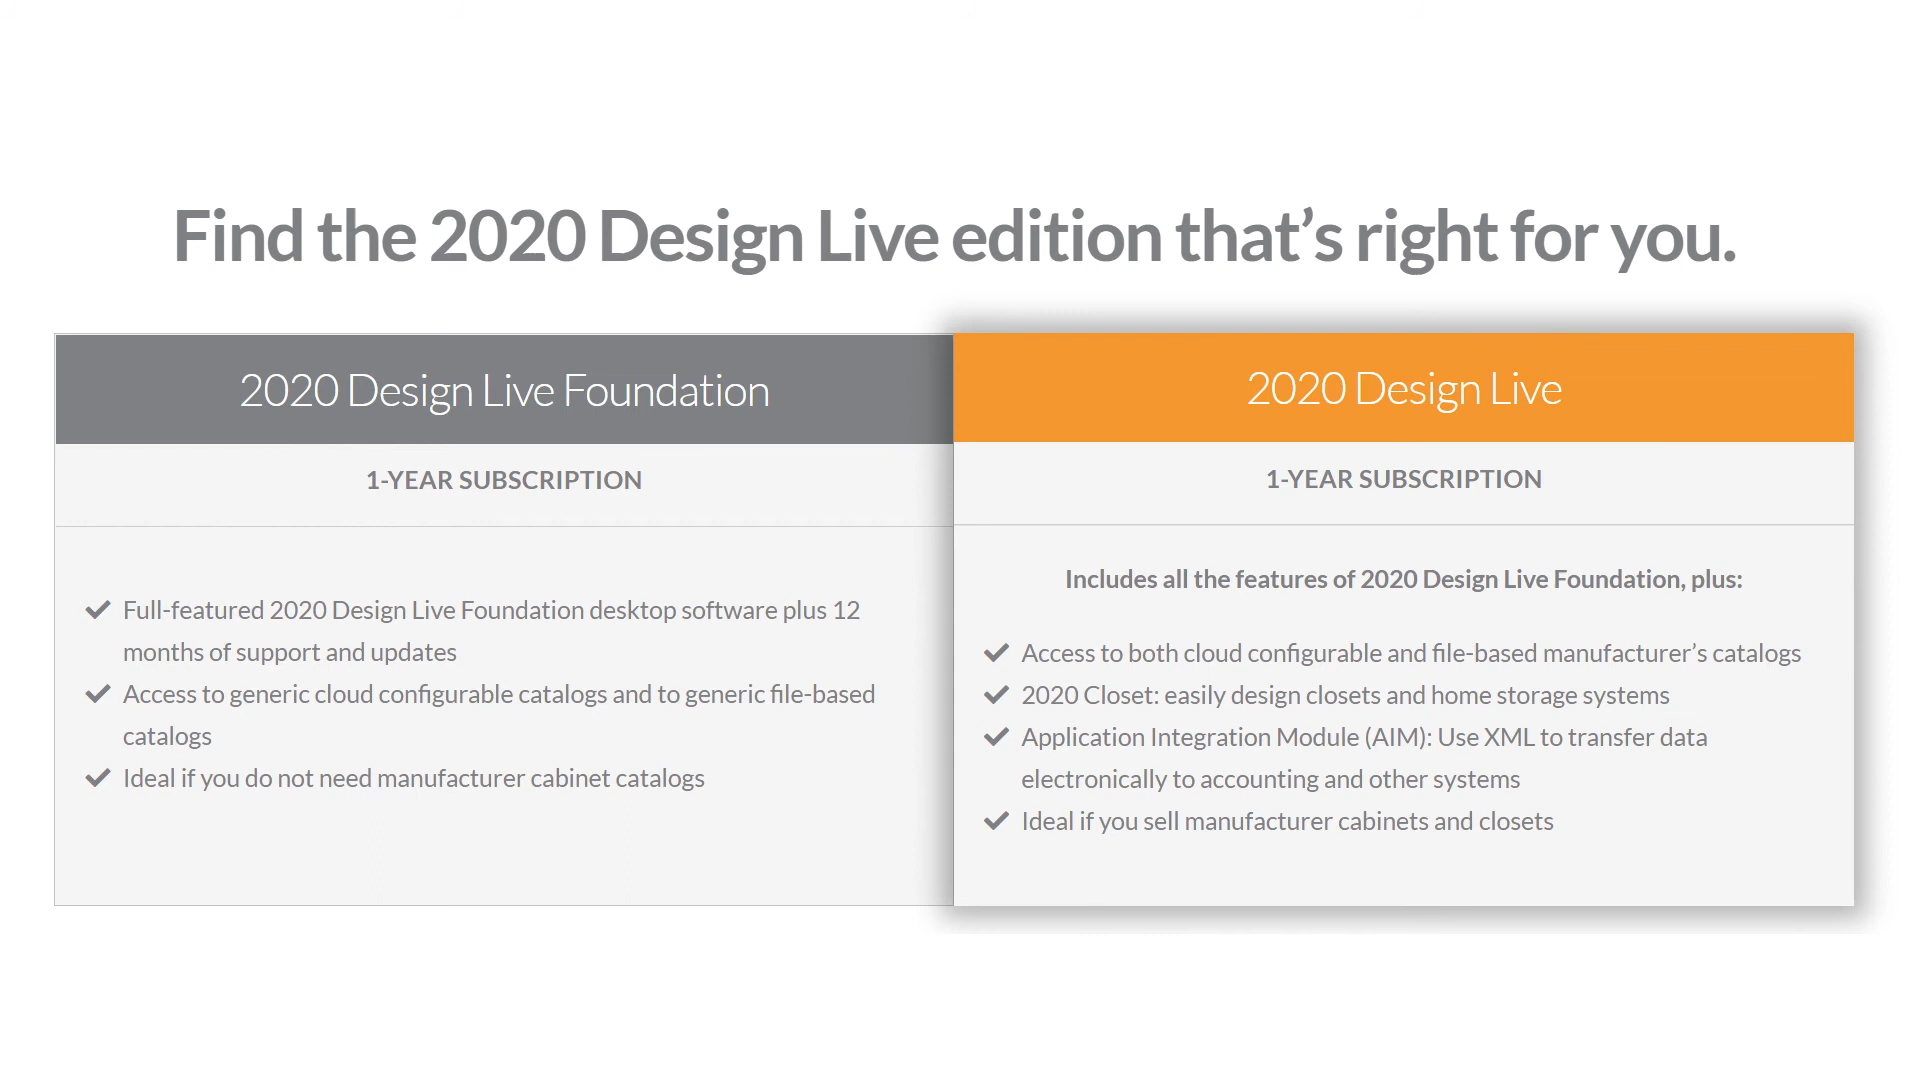 Find the 2020 Design Live edition that’s right for you.
2020 Design Live Foundation
1-YEAR SUBSCRIPTION
Full-featured 2020 Design Live Foundation desktop software plus 12
months of support and updates
Access to generic cloud configurable catalogs and to generic file-based
catalogs
Ideal if you do not need manufacturer cabinet catalogs
2020 Design Live
1-YEAR SUBSCRIPTION
Includes all the features of 2020 Design Live Foundation, plus:
Access to both cloud configurable and file-based manufacturer’s catalogs
2020 Closet: easily design closets and home storage systems
Application Integration Module (AIM): Use XML to transfer data
electronically to accounting and other systems
Ideal if you sell manufacturer cabinets and closets